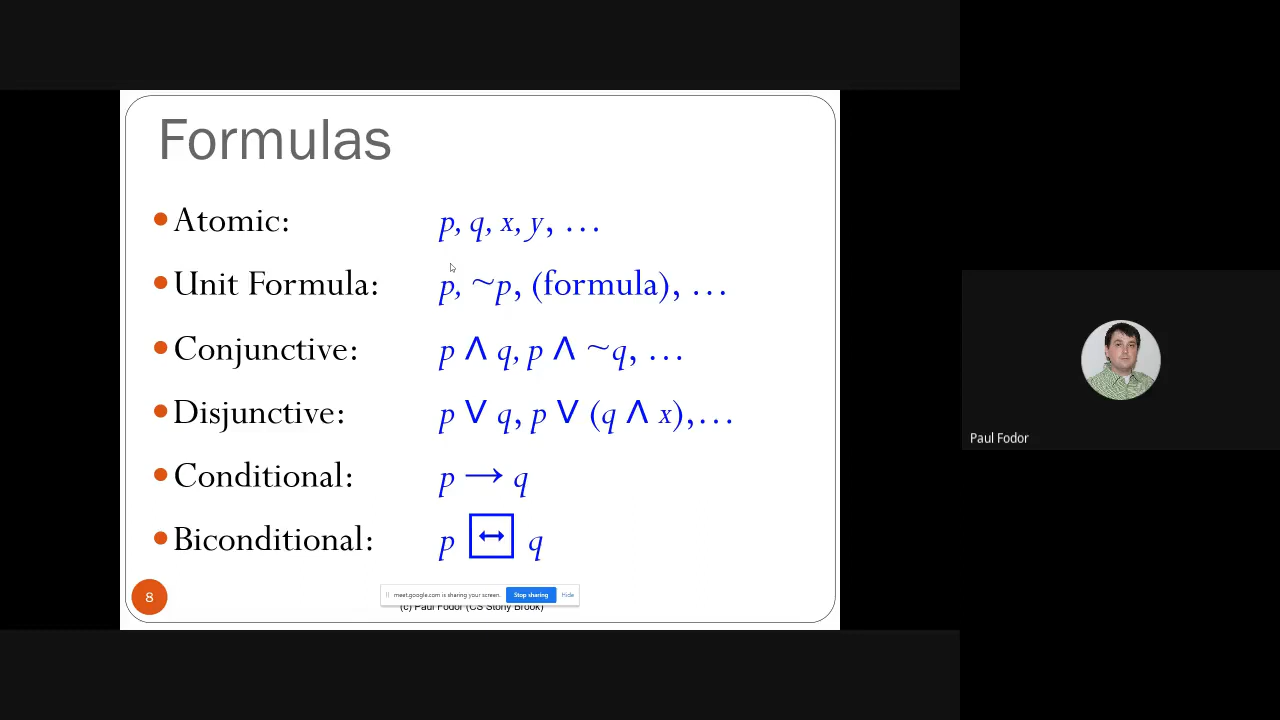 Formulas
• Atomic: p, q, x, y, …
• Unit Formula: p, ~p, (formula), …
• Conjunctive: p ∧ q, p ∧ ~q, …
• Disjunctive: p ∨ q, p ∨ (q ∧ x),…
• Conditional: p → q
• Biconditional: p ↔ q
8
meet.google.com is sharing your screen. Stop sharing Hide
(c) Paul Fodor (CS Stony Brook)
Paul Fodor